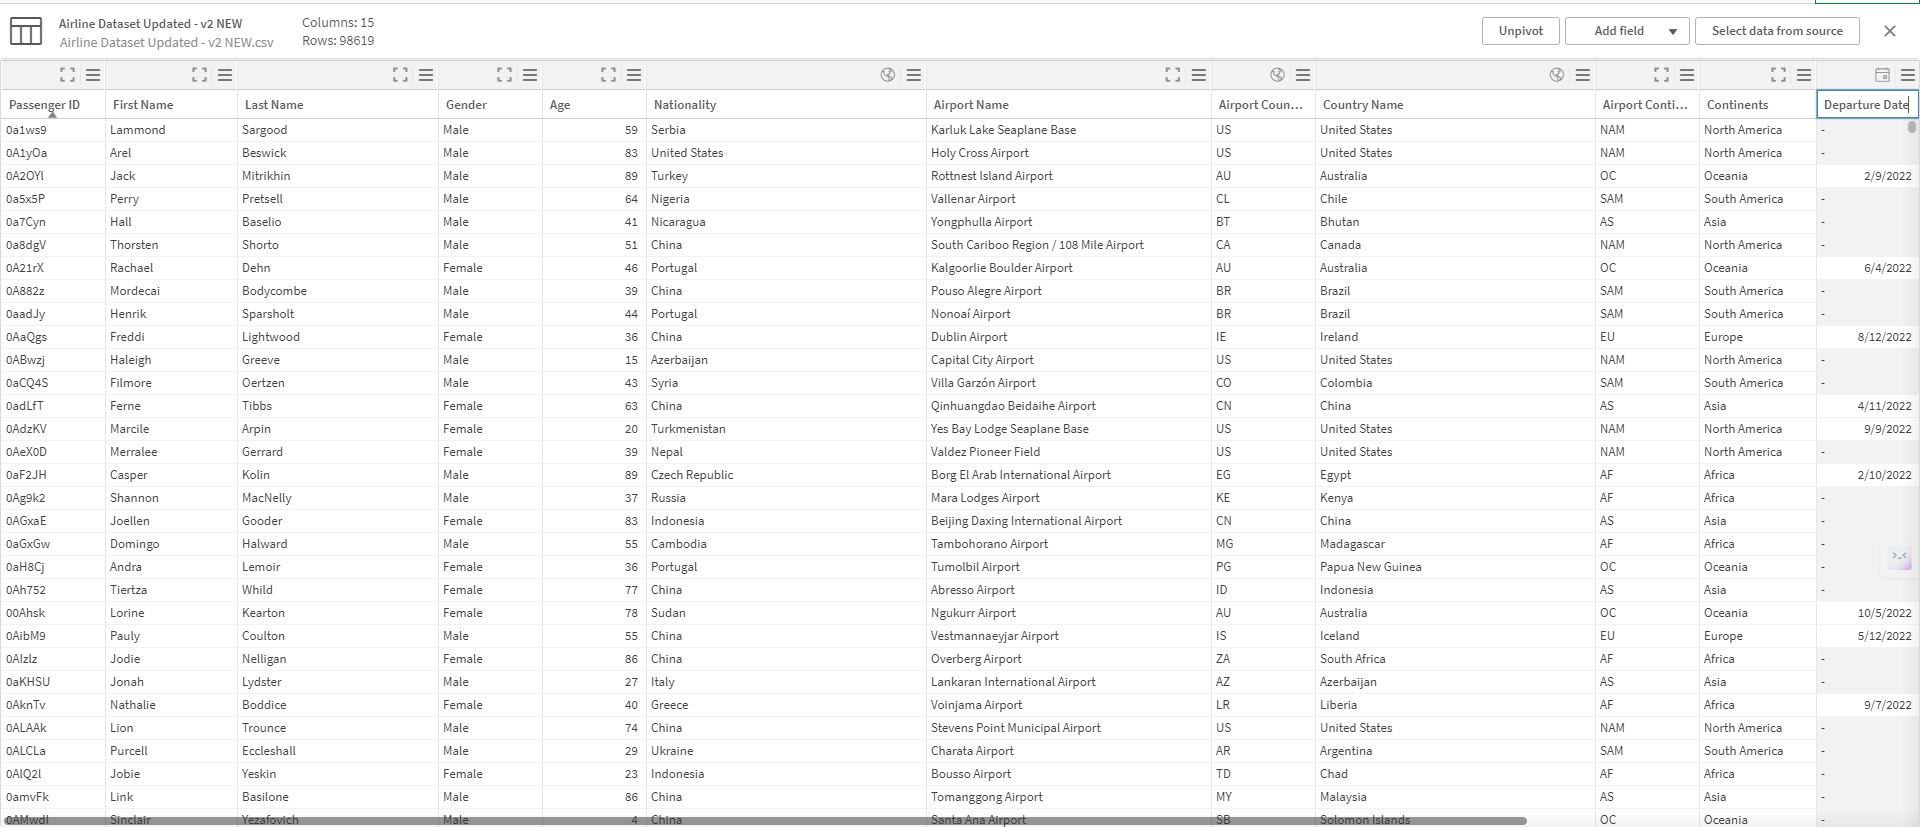 Airline Dataset Updated - v2 NEW
Airline Dataset Updated - v2 NEW.csv
Columns: 15
Rows: 98619
Unpivot
Add field
Select data from source
Passenger ID First Name Last Name Gender Age Nationality Airport Name Airport Coun... Country Name Airport Conti... Continents Departure Date
0a1ws9 Lammond Sargood Male 59 Serbia Karluk Lake Seaplane Base US United States NAM North America -
0A1yOa Arel Beswick Male 83 United States Holy Cross Airport US United States NAM North America -
0A2OYl Jack Mitrikhin Male 89 Turkey Rottnest Island Airport AU Australia OC Oceania 2/9/2022
0a5x5P Perry Pretsell Male 64 Nigeria Vallenar Airport CL Chile SAM South America -
0a7Cyn Hall Baselio Male 41 Nicaragua Yongphulla Airport BT Bhutan AS Asia -
0a8dgV Thorsten Shorto Male 51 China South Cariboo Region / 108 Mile Airport CA Canada NAM North America -
0A21rX Rachael Dehn Female 46 Portugal Kalgoorlie Boulder Airport AU Australia OC Oceania 6/4/2022
0A882z Mordecai Bodycombe Male 39 China Pouso Alegre Airport BR Brazil SAM South America -
0aadJy Henrik Sparsholt Male 44 Portugal Nonoaí Airport BR Brazil SAM South America -
0AaQgs Freddi Lightwood Female 36 China Dublin Airport IE Ireland EU Europe 8/12/2022
0ABwzj Haleigh Greeve Male 15 Azerbaijan Capital City Airport US United States NAM North America -
0aCQ4S Filmore Oertzen Male 43 Syria Villa Garzón Airport CO Colombia SAM South America -
0adLfT Ferne Tibbs Female 63 China Qinhuangdao Beidaihe Airport CN China AS Asia 4/11/2022
0AdzKV Marcile Arpin Female 20 Turkmenistan Yes Bay Lodge Seaplane Base US United States NAM North America 9/9/2022
0AeX0D Merralee Gerrard Female 39 Nepal Valdez Pioneer Field US United States NAM North America -
0aF2JH Casper Kolin Male 89 Czech Republic Borg El Arab International Airport EG Egypt AF Africa 2/10/2022
0Ag9k2 Shannon MacNelly Male 37 Russia Mara Lodges Airport KE Kenya AF Africa -
0AGxaE Joellen Gooder Female 83 Indonesia Beijing Daxing International Airport CN China AS Asia -
0aGxGw Domingo Halward Male 55 Cambodia Tambohorano Airport MG Madagascar AF Africa -
0aH8Cj Andra Lemoir Female 36 Portugal Tumolbil Airport PG Papua New Guinea OC Oceania -
0Ah752 Tiertza Whild Female 77 China Abresso Airport ID Indonesia AS Asia -
00Ahsk Lorine Kearton Female 78 Sudan Ngukurr Airport AU Australia OC Oceania 10/5/2022
0AibM9 Pauly Coulton Male 55 China Vestmannaeyjar Airport IS Iceland EU Europe 5/12/2022
0AIzlz Jodie Nelligan Female 86 China Overberg Airport ZA South Africa AF Africa -
0aKHSU Jonah Lydster Male 27 Italy Lankaran International Airport AZ Azerbaijan AS Asia -
0AknTv Nathalie Boddice Female 40 Greece Voinjama Airport LR Liberia AF Africa 9/7/2022
0ALAAk Lion Trounce Male 74 China Stevens Point Municipal Airport US United States NAM North America -
0ALCLa Purcell Eccleshall Male 29 Ukraine Charata Airport AR Argentina SAM South America -
0AlQ2l Jobie Yeskin Female 23 Indonesia Bousso Airport TD Chad AF Africa -
0amvFk Link Basilone Male 86 China Tomanggong Airport MY Malaysia AS Asia -
0AMwdl Sinclair Yezafovich Male 4 China Santa Ana Airport SB Solomon Islands OC Oceania -